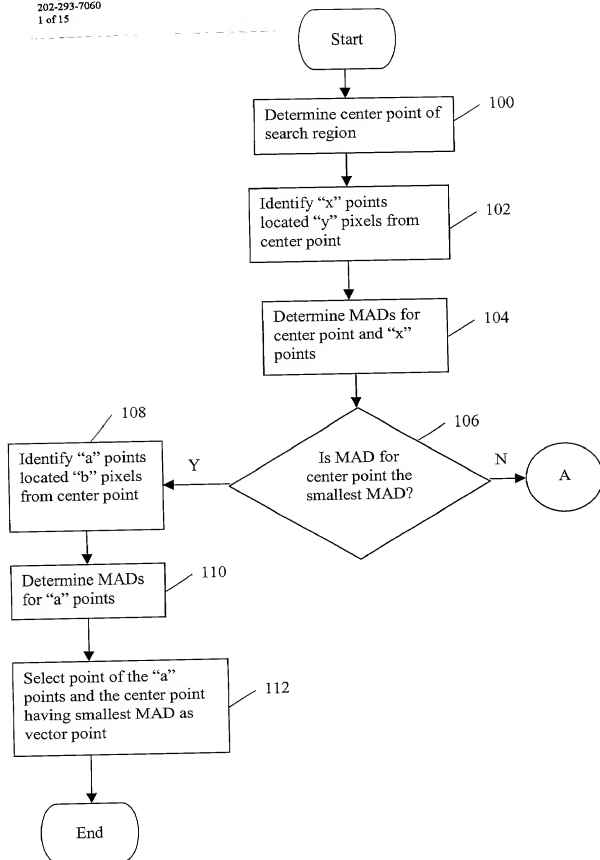 202-293-7060
1 of 15
Start
Determine center point of
search region
100
Identify “x” points
located “y” pixels from
center point
102
Determine MADs for
center point and “x”
points
104
106
Is MAD for
center point the
smallest MAD?
N
A
Y
108
Identify “a” points
located “b” pixels
from center point
Determine MADs
for “a” points
110
Select point of the “a”
points and the center point
having smallest MAD as
vector point
112
End